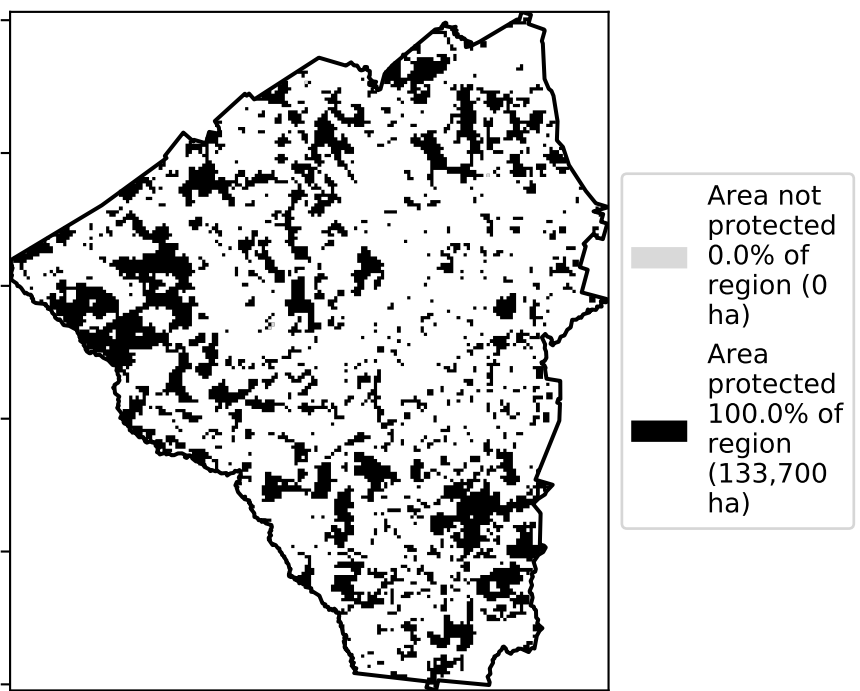 Area not
protected
0.0% of
region (0
ha)
Area
protected
100.0% of
region
(133,700
ha)